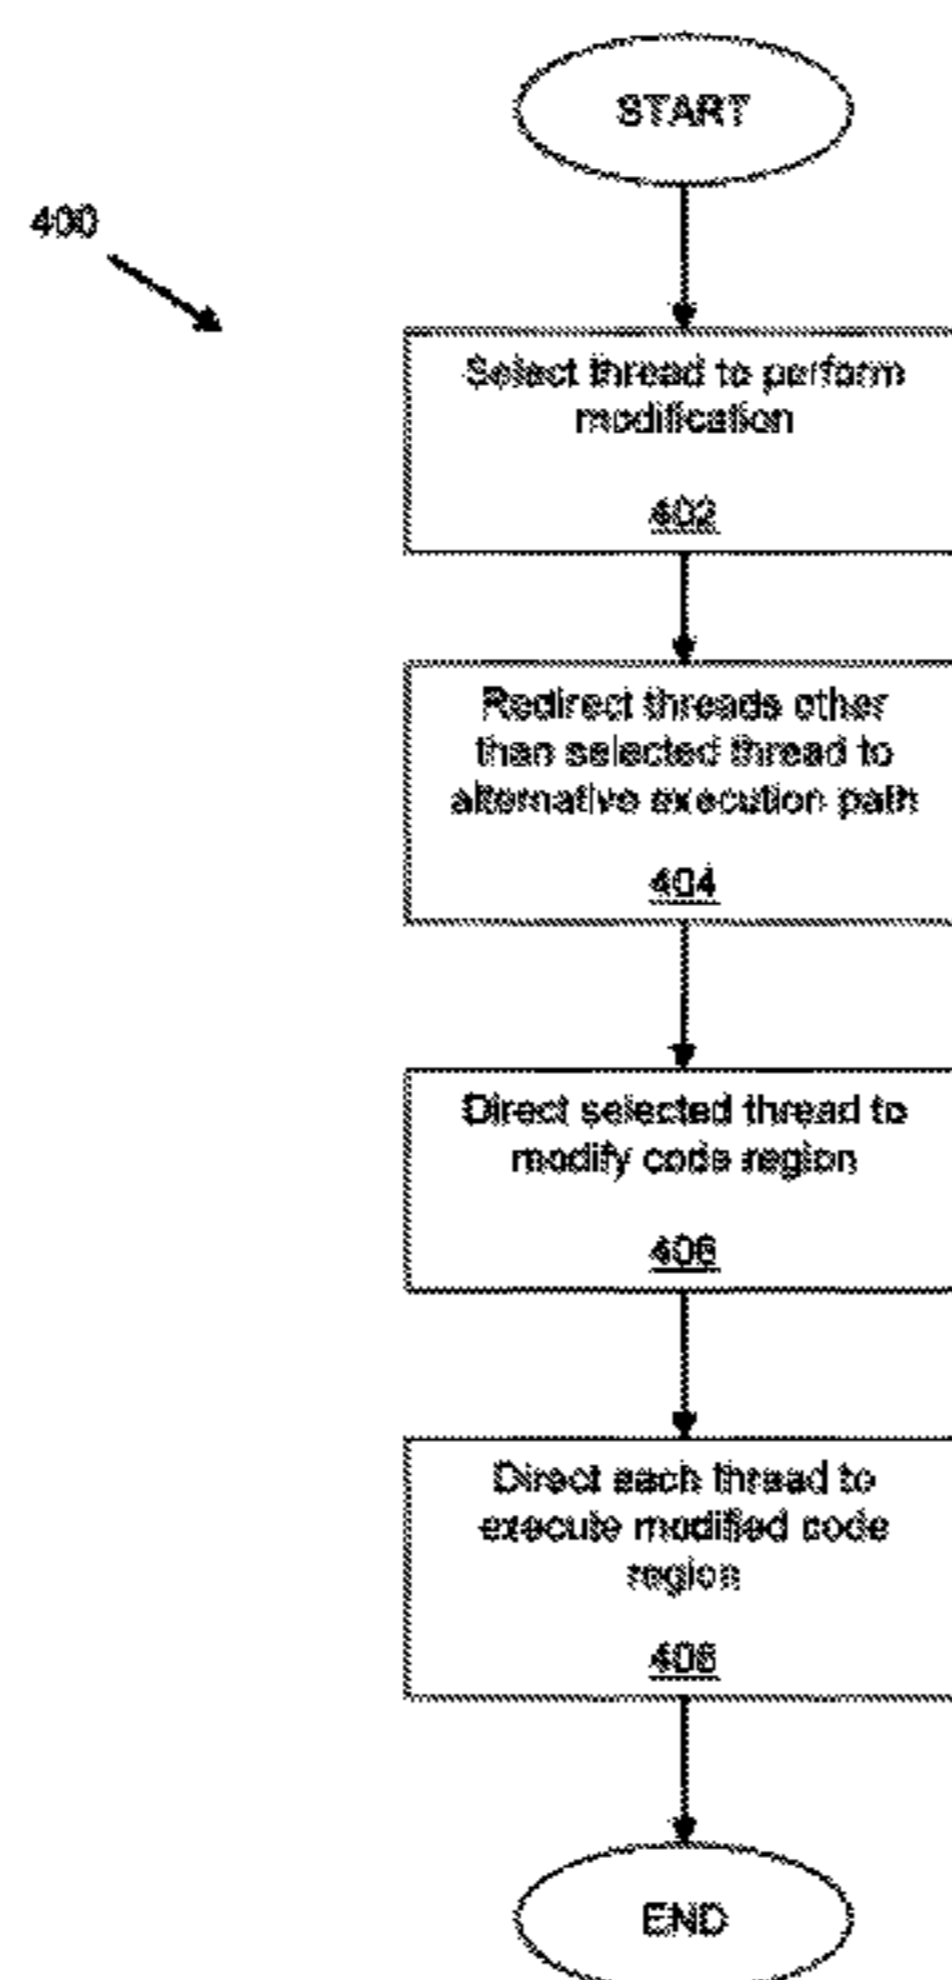 START
400
Select thread to perform
modification
402
Redirect threads other
than selected thread to
alternative execution path
404
Direct selected thread to
modify code region
406
Direct each thread to
execute modified code
region
408
END